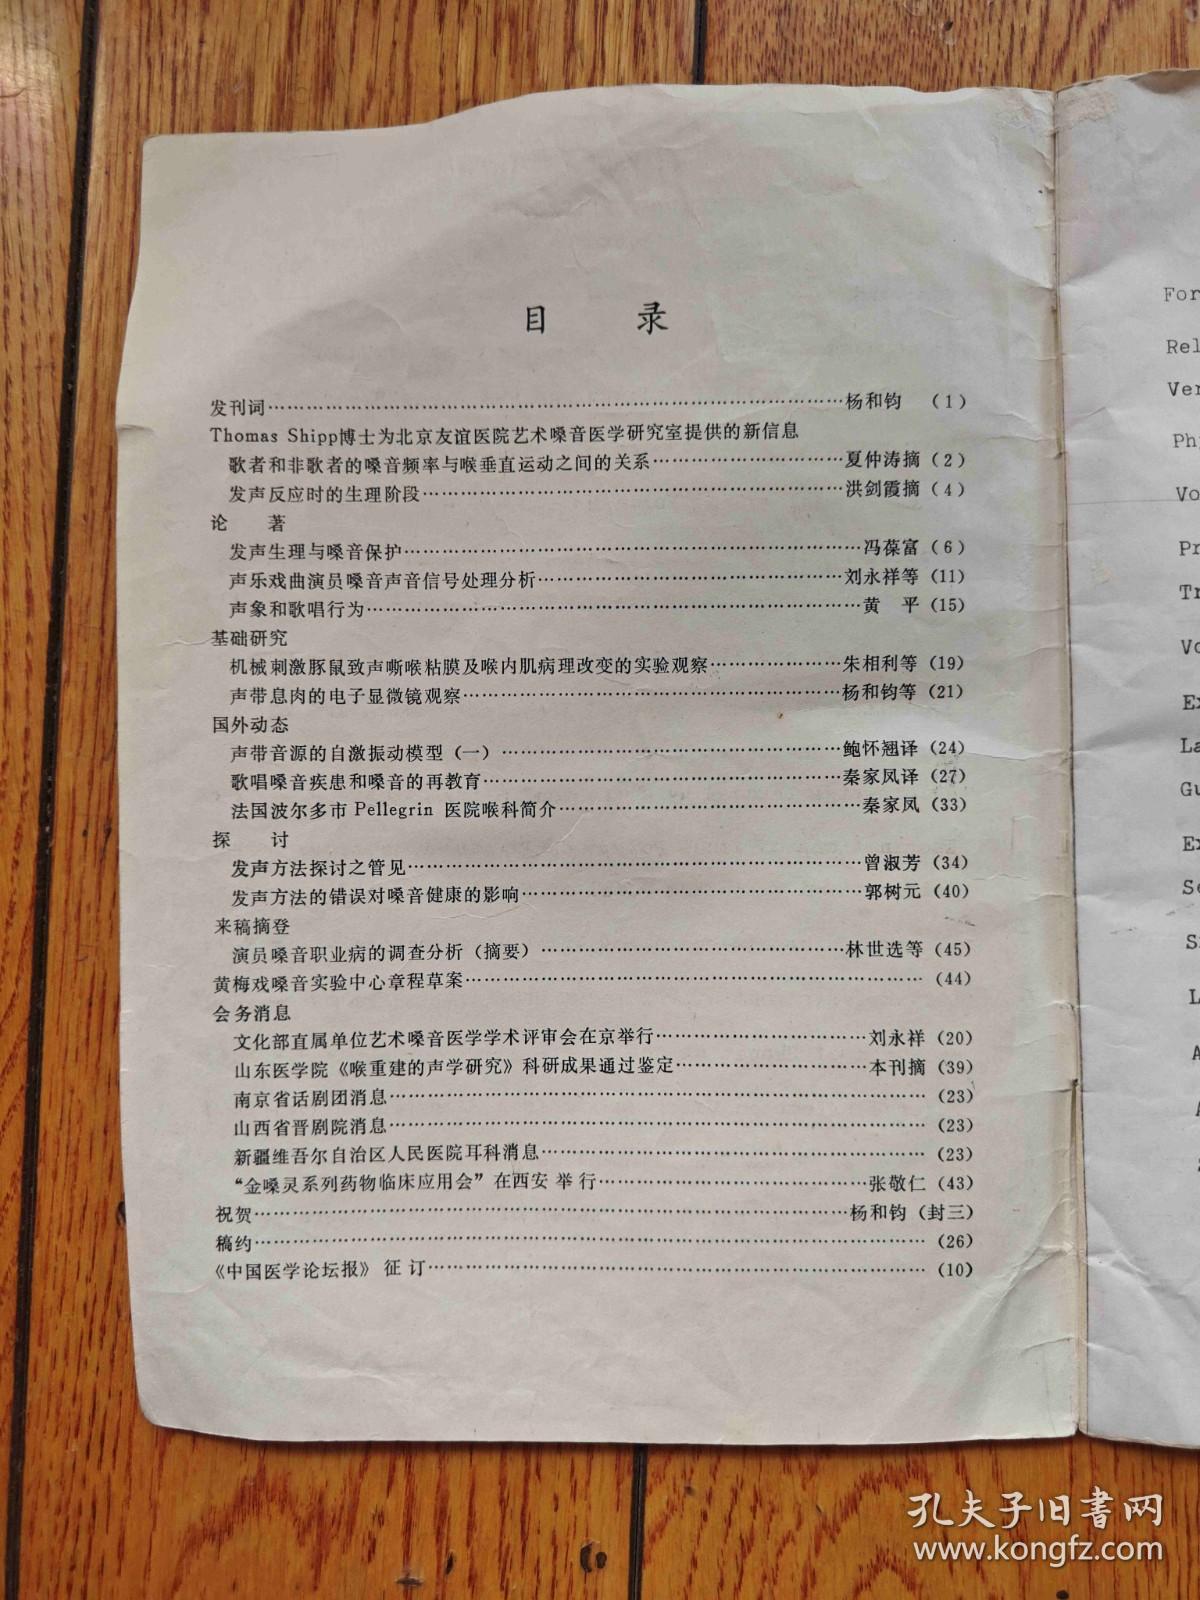 目 录
发刊词……杨和钧 (1)
Thomas Shipp博士为北京友谊医院艺术嗓音医学研究室提供的新信息
歌者和非歌者的嗓音频率与喉垂直运动之间的关系……夏仲涛摘 (2)
发声反应时的生理阶段……洪剑霞摘 (4)
论 著
发声生理与嗓音保护……冯葆富 (6)
声乐戏曲演员嗓音声音信号处理分析……刘永祥等 (11)
声象和歌唱行为……黄 平 (15)
基础研究
机械刺激豚鼠致声嘶喉粘膜及喉内肌病理改变的实验观察……朱相利等 (19)
声带息肉的电子显微镜观察……杨和钧等 (21)
国外动态
声带音源的自激振动模型(一)……鲍怀翘译 (24)
歌唱嗓音疾患和嗓音的再教育……秦家凤译 (27)
法国波尔多市 Pellegrin 医院喉科简介……秦家凤 (33)
探 讨
发声方法探讨之管见……曾淑芳 (34)
发声方法的错误对嗓音健康的影响……郭树元 (40)
来稿摘登
演员嗓音职业病的调查分析(摘要)……林世选等 (45)
黄梅戏嗓音实验中心章程草案…… (44)
会务消息
文化部直属单位艺术嗓音医学学术评审会在京举行……刘永祥 (20)
山东医学院《喉重建的声学研究》科研成果通过鉴定……本刊摘 (39)
南京省话剧团消息…… (23)
山西省晋剧院消息…… (23)
新疆维吾尔自治区人民医院耳科消息…… (23)
“金嗓灵系列药物临床应用会”在西安举行……张敬仁 (43)
祝贺……杨和钧 (封三)
稿约…… (26)
《中国医学论坛报》征订…… (10)
For
Rel
Ver
Phy
Vo
Pr
Tr
Vo
Ex
La
Gu
Ex
Se
S
L
A
孔夫子旧书网
www.kongfz.com